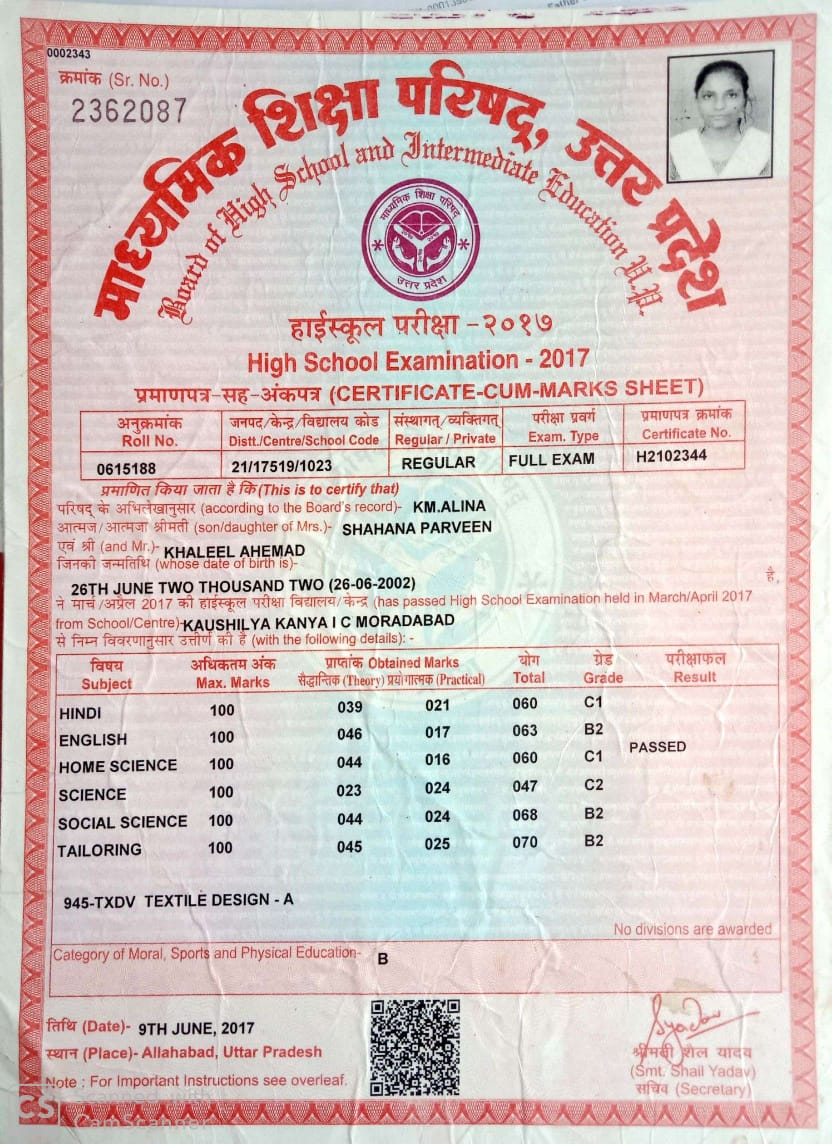 0002343
क्रमांक (Sr. No.)
2362087
माध्यमिक शिक्षा परिषद्, उत्तर प्रदेश
Board of High School and Intermediate Education U.P.
माध्यमिक शिक्षा परिषद्
उत्तर प्रदेश
हाईस्कूल परीक्षा -२०१७
High School Examination - 2017
प्रमाणपत्र-सह-अंकपत्र (CERTIFICATE-CUM-MARKS SHEET)
अनुक्रमांक जनपद/केन्द्र/विद्यालय कोड संस्थागत्/व्यक्तिगत् परीक्षा प्रवर्ग प्रमाणपत्र क्रमांक
Roll No. Distt./Centre/School Code Regular / Private Exam. Type Certificate No.
0615188 21/17519/1023 REGULAR FULL EXAM H2102344
प्रमाणित किया जाता है कि (This is to certify that)
परिषद् के अभिलेखानुसार (according to the Board's record)- KM.ALINA
आत्मज/आत्मजा श्रीमती (son/daughter of Mrs.)- SHAHANA PARVEEN
एवं श्री (and Mr.)- KHALEEL AHEMAD
जिनकी जन्मतिथि (whose date of birth is)-
26TH JUNE TWO THOUSAND TWO (26-06-2002) है,
ने मार्च/अप्रैल 2017 की हाईस्कूल परीक्षा विद्यालय/केन्द्र (has passed High School Examination held in March/April 2017
from School/Centre)- KAUSHILYA KANYA I C MORADABAD
से निम्न विवरणानुसार उत्तीर्ण की है (with the following details): -
विषय अधिकतम अंक प्राप्तांक Obtained Marks योग ग्रेड परीक्षाफल
Subject Max. Marks सैद्धान्तिक (Theory) प्रयोगात्मक (Practical) Total Grade Result
HINDI 100 039 021 060 C1
ENGLISH 100 046 017 063 B2
PASSED
HOME SCIENCE 100 044 016 060 C1
SCIENCE 100 023 024 047 C2
SOCIAL SCIENCE 100 044 024 068 B2
TAILORING 100 045 025 070 B2
945-TXDV TEXTILE DESIGN - A
No divisions are awarded
Category of Moral, Sports and Physical Education- B
तिथि (Date)- 9TH JUNE, 2017
स्थान (Place)- Allahabad, Uttar Pradesh
Note : For Important Instructions see overleaf.
श्रीमती शैल यादव
(Smt. Shail Yadav)
सचिव (Secretary)
CS Scanned with
CamScanner